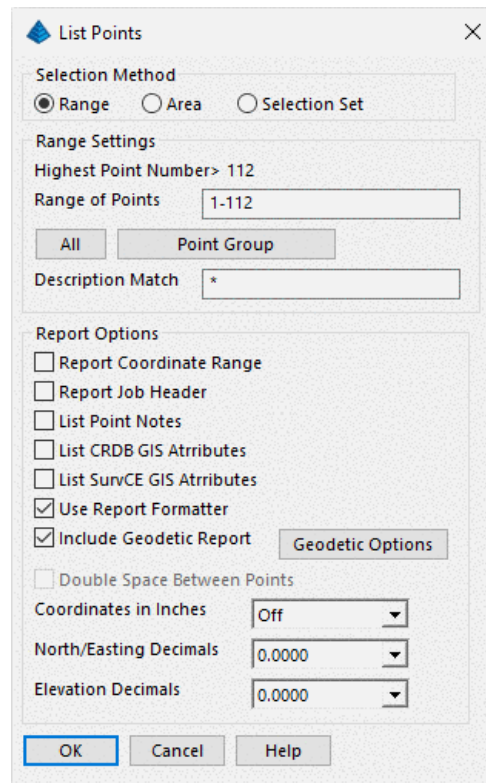 List Points
Selection Method
Range Area Selection Set
Range Settings
Highest Point Number> 112
Range of Points 1-112
All Point Group
Description Match *
Report Options
Report Coordinate Range
Report Job Header
List Point Notes
List CRDB GIS Atrributes
List SurvCE GIS Atrributes
Use Report Formatter
Include Geodetic Report Geodetic Options
Double Space Between Points
Coordinates in Inches Off
North/Easting Decimals 0.0000
Elevation Decimals 0.0000
OK Cancel Help